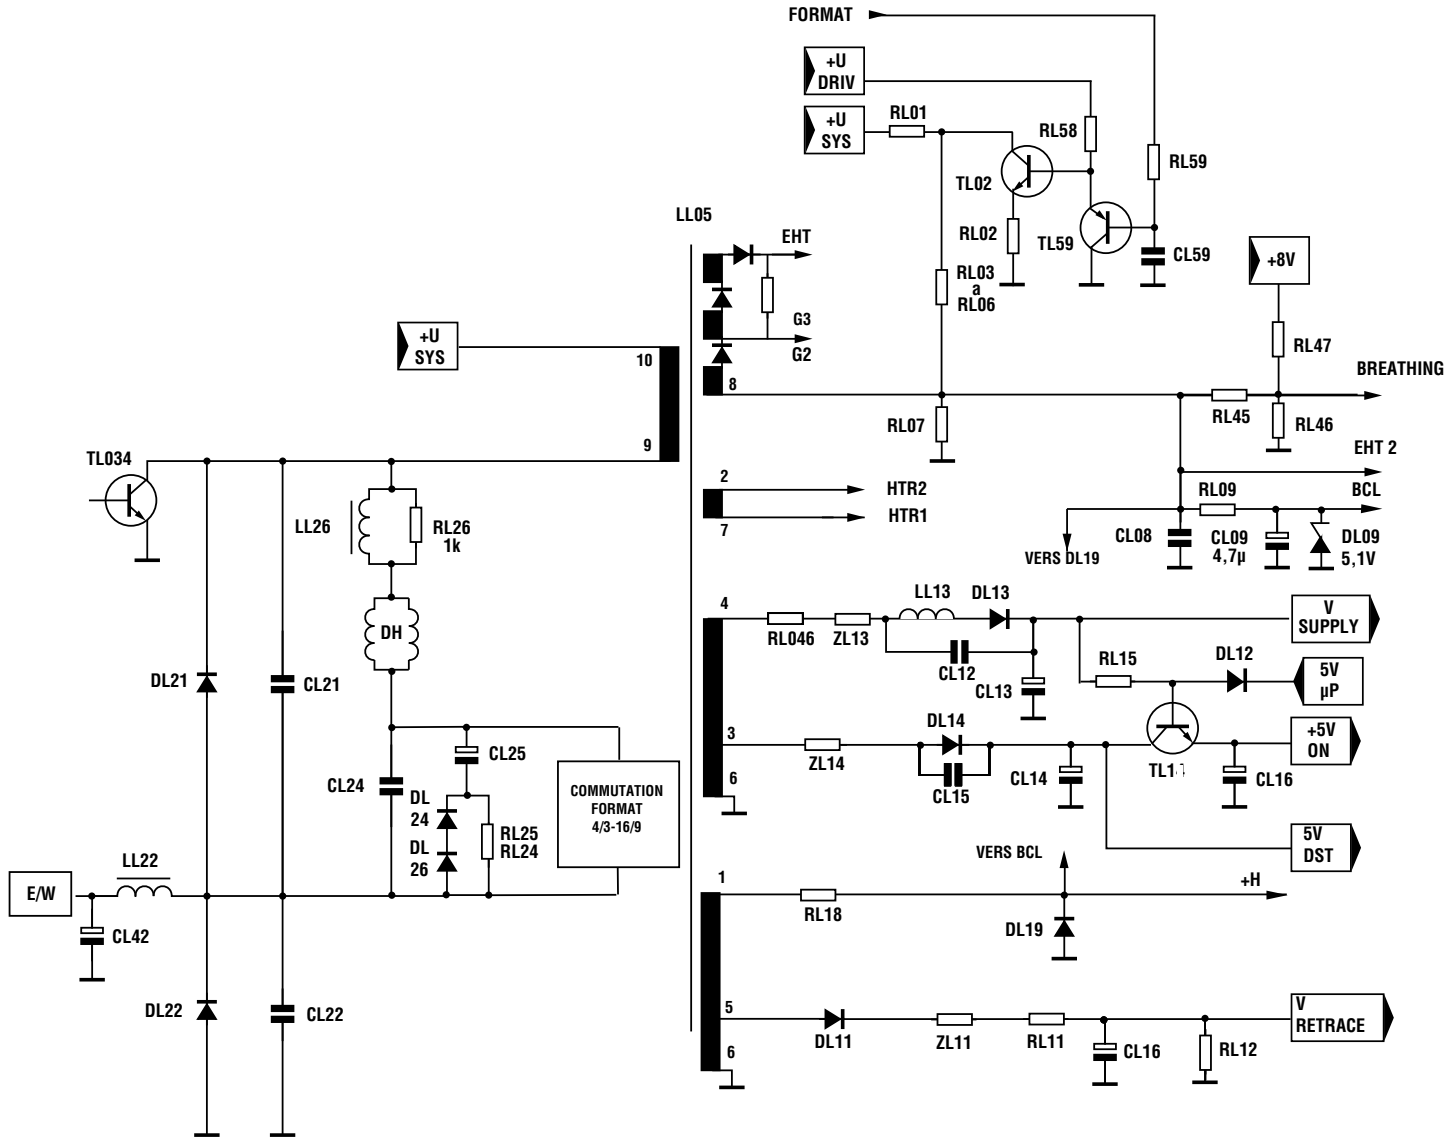 FORMAT
+U
DRIV
+U
SYS
RL01
RL58
RL59
TL02
LL05
RL02
TL59
CL59
EHT
+8V
RL03
a
RL06
G3
G2
+U
SYS
10
RL47
8
BREATHING
9
RL07
RL45
RL46
TL034
EHT 2
2
HTR2
RL09
BCL
HTR1
7
LL26
RL26
1k
VERS DL19
CL08
CL09
4,7µ
DL09
5,1V
4
LL13
DL13
V
SUPPLY
RL046
ZL13
DH
CL12
CL13
RL15
DL12
5V
µP
DL21
CL21
3
DL14
+5V
ON
ZL14
CL25
CL14
TL14
CL16
CL24
6
CL15
COMMUTATION
FORMAT
4/3-16/9
DL
24
RL25
RL24
DL
26
5V
DST
VERS BCL
LL22
1
+H
E/W
RL18
CL42
DL19
DL22
CL22
5
V
RETRACE
DL11
ZL11
RL11
CL16
RL12
6